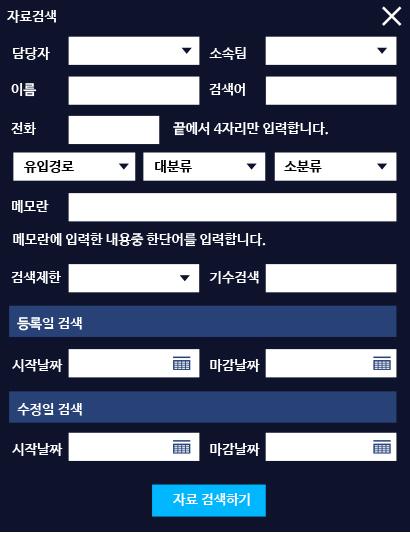 자료검색
담당자 소속팀
이름 검색어
전화 끝에서 4자리만 입력합니다.
유입경로 대분류 소분류
메모란
메모란에 입력한 내용중 한단어를 입력합니다.
검색제한 기수검색
등록일 검색
시작날짜 마감날짜
수정일 검색
시작날짜 마감날짜
자료 검색하기